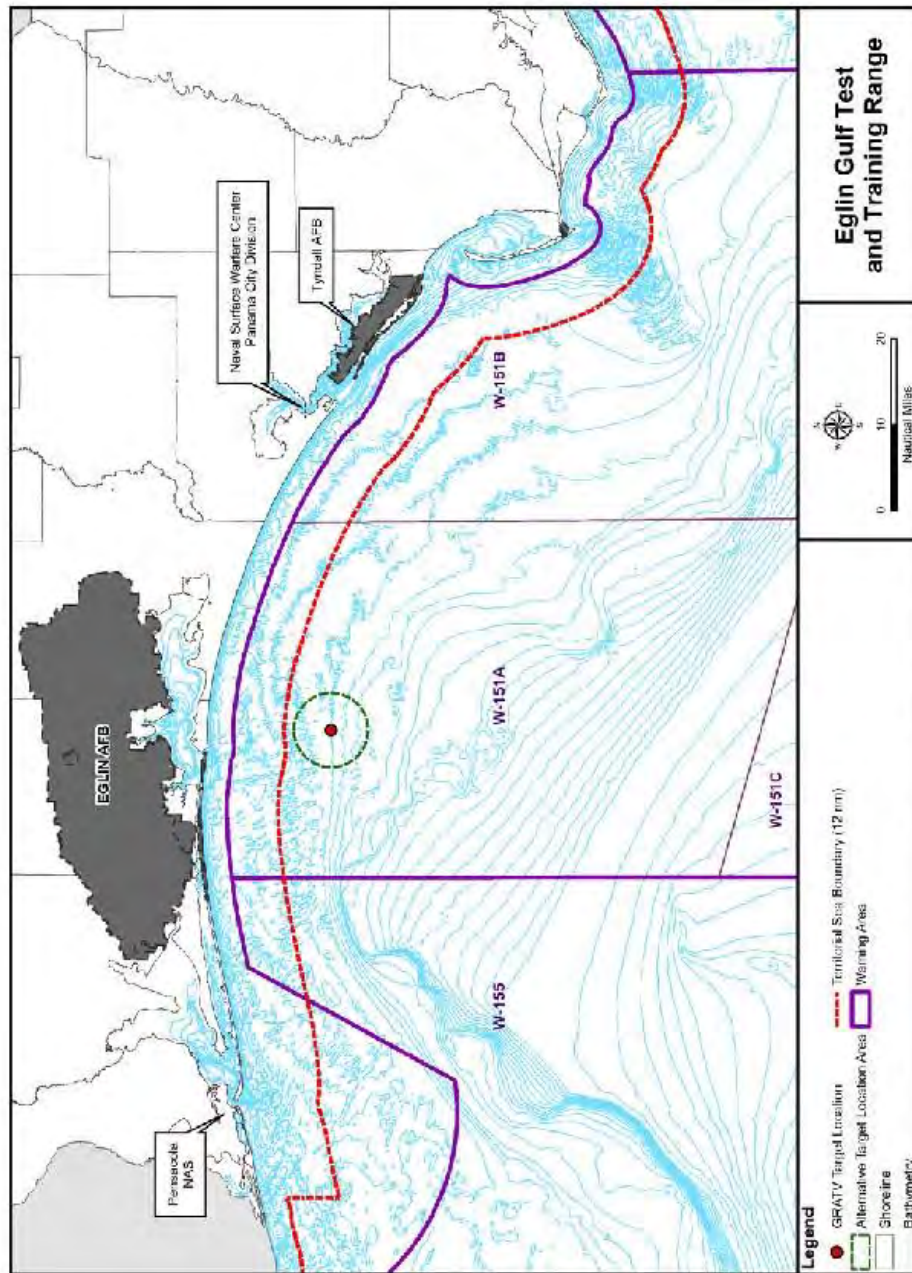 Pensacola
NAS
EGLIN AFB
Naval Surface Warfare Center
Panama City Division
Tyndall AFB
W-155
W-151A
W-151B
W-151C
Legend
GRATV Target Location
Alternative Target Location Area
Shoreline
Bathymetry
Territorial Sea Boundary (12 nm)
Warning Area
N
E
S
W
0 10 20
Nautical Miles
Eglin Gulf Test
and Training Range